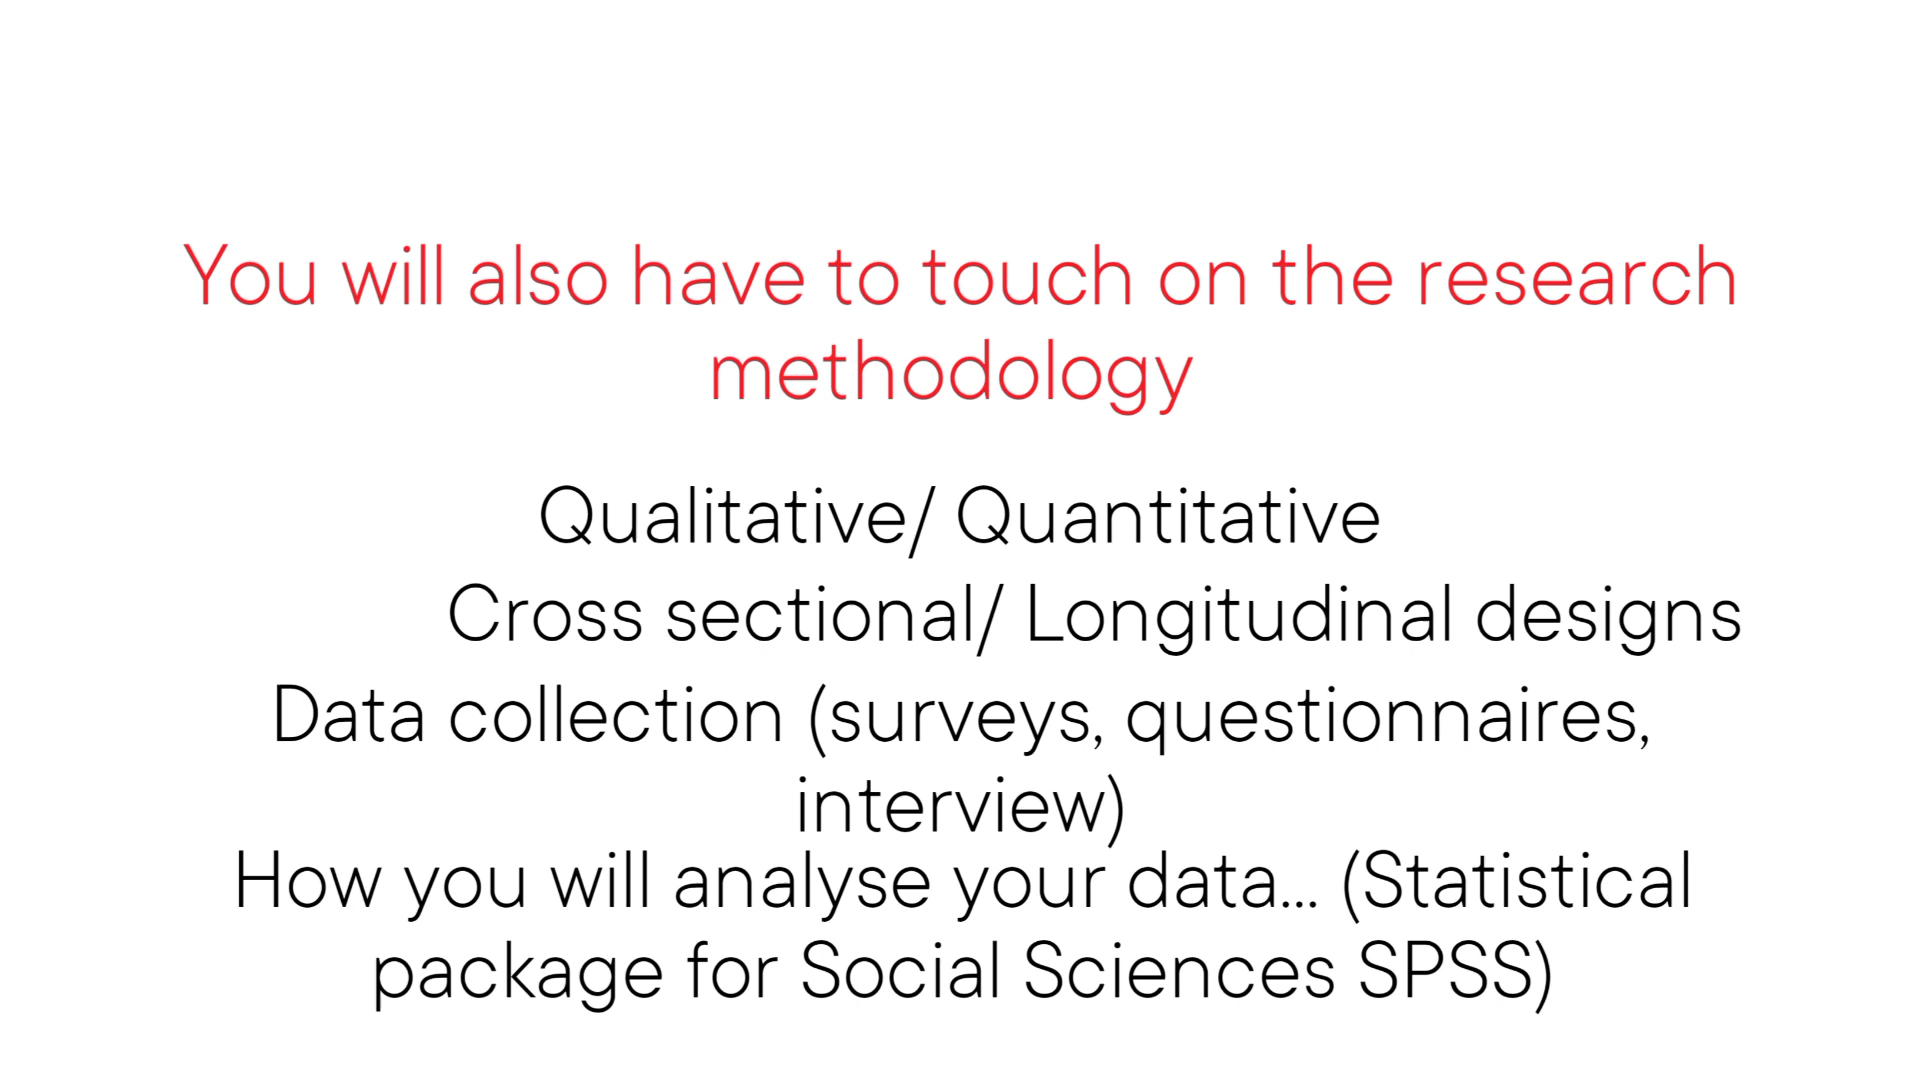 You will also have to touch on the research
methodology
Qualitative/ Quantitative
Cross sectional/ Longitudinal designs
Data collection (surveys, questionnaires,
interview)
How you will analyse your data... (Statistical
package for Social Sciences SPSS)